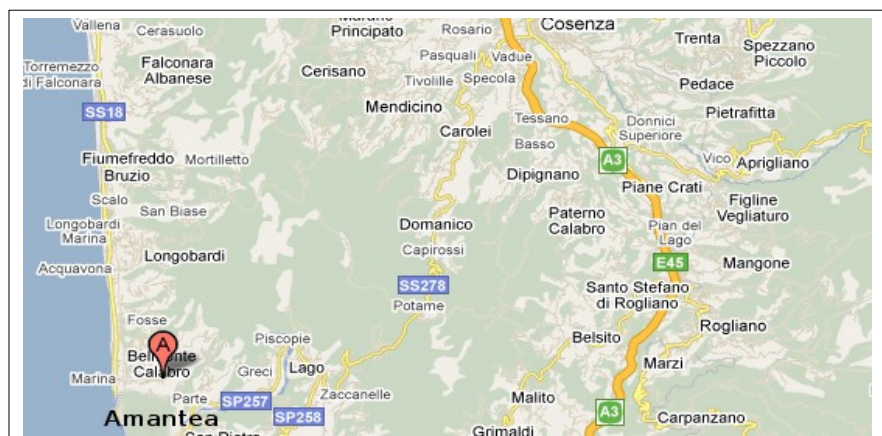 Vallena
Cerasuolo
Marano
Principato
Rosario
Cosenza
Trenta
Spezzano
Piccolo
Torremezzo
di Falconara
Falconara
Albanese
Cerisano
Pasquali
Vadue
Tivolille
Specola
Pedace
SS18
Mendicino
Carolei
Tessano
Donnici
Superiore
Pietrafitta
Fiumefreddo
Bruzio
Mortilletto
Basso
A3
Vico
Aprigliano
Dipignano
Piane Crati
Scalo
San Biase
Figline
Vegliaturo
Longobardi
Marina
Domanico
Paterno
Calabro
Pian del
Lago
Acquavona
Longobardi
Capirossi
E45
Mangone
SS278
Santo Stefano
di Rogliano
Potame
Fosse
Piscopie
Belsito
Rogliano
A
Belmonte
Calabro
Marina
Greci
Lago
Marzi
Parte
SP257
Zaccanelle
Malito
Amantea
SP258
A3
Carpanzano
San Pietro
Grimaldi